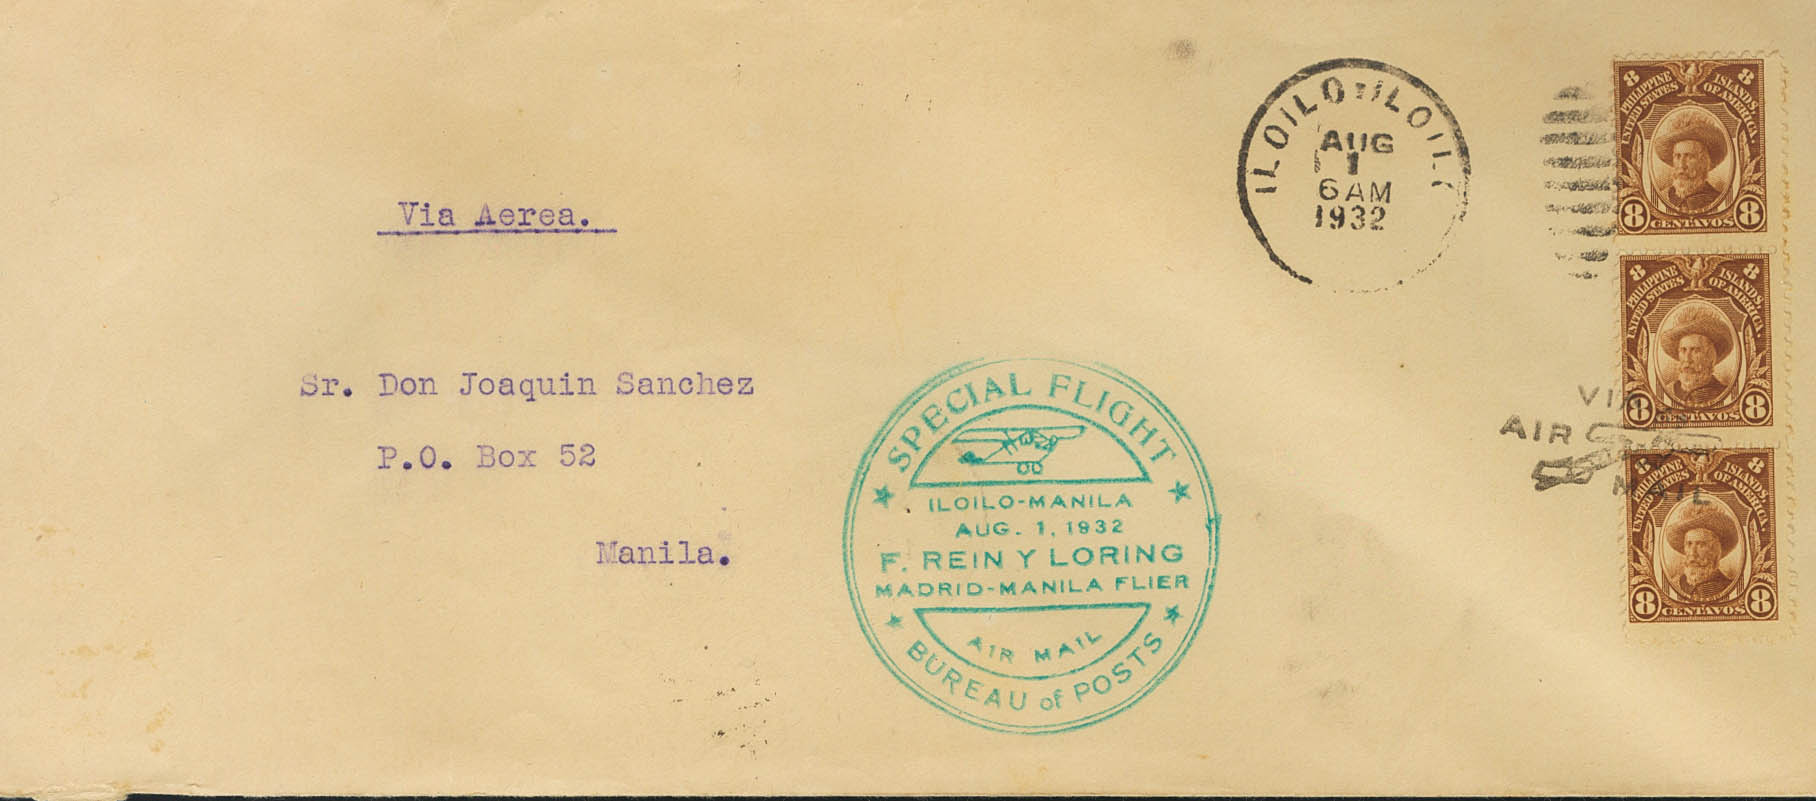 ILOILO·ILOILO
AUG
1
6 AM
1932
Via Aerea.
Sr. Don Joaquin Sanchez
P.O. Box 52
Manila.
SPECIAL FLIGHT
ILOILO-MANILA
AUG. 1, 1932
F. REIN Y LORING
MADRID-MANILA FLIER
AIR MAIL
BUREAU of POSTS
8 8
PHILIPPINE ISLANDS,
UNITED STATES OF AMERICA.
8 CENTAVOS 8
8 8
PHILIPPINE ISLANDS,
UNITED STATES OF AMERICA.
8 CENTAVOS 8
VIA
AIR
MAIL
8 8
PHILIPPINE ISLANDS,
UNITED STATES OF AMERICA.
8 CENTAVOS 8